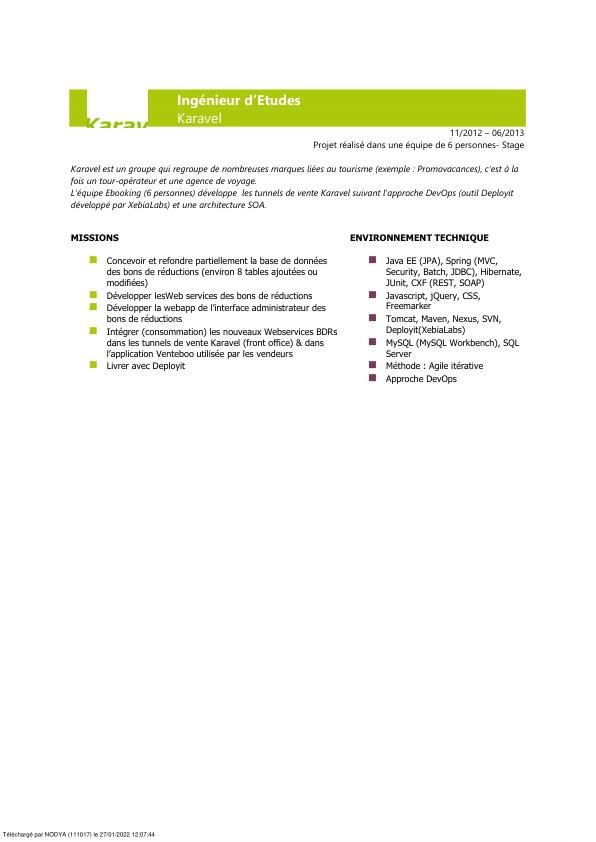 Ingénieur d'Etudes
Karav
Karavel
11/2012 – 06/2013
Projet réalisé dans une équipe de 6 personnes- Stage
Karavel est un groupe qui regroupe de nombreuses marques liées au tourisme (exemple : Promovacances), c'est à la
fois un tour-opérateur et une agence de voyage.
L'équipe Ebooking (6 personnes) développe  les tunnels de vente Karavel suivant l'approche DevOps (outil Deployit
développé par XebiaLabs) et une architecture SOA.
MISSIONS
Concevoir et refondre partiellement la base de données
des bons de réductions (environ 8 tables ajoutées ou
modifiées)
Développer lesWeb services des bons de réductions
Développer la webapp de l'interface administrateur des
bons de réductions
Intégrer (consommation) les nouveaux Webservices BDRs
dans les tunnels de vente Karavel (front office) & dans
l'application Venteboo utilisée par les vendeurs
Livrer avec Deployit
ENVIRONNEMENT TECHNIQUE
Java EE (JPA), Spring (MVC,
Security, Batch, JDBC), Hibernate,
JUnit, CXF (REST, SOAP)
Javascript, jQuery, CSS,
Freemarker
Tomcat, Maven, Nexus, SVN,
Deployit(XebiaLabs)
MySQL (MySQL Workbench), SQL
Server
Méthode : Agile itérative
Approche DevOps
Téléchargé par NODYA (111017) le 27/01/2022 12:07:44